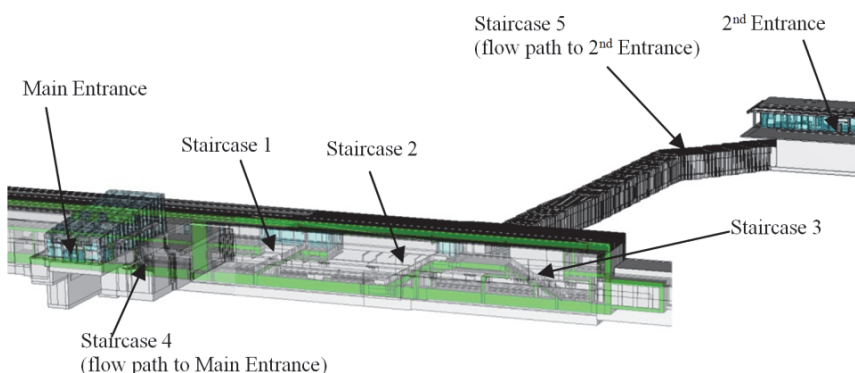 Staircase 5
(flow path to 2nd Entrance)
2nd Entrance
Main Entrance
Staircase 1
Staircase 2
Staircase 3
Staircase 4
(flow path to Main Entrance)